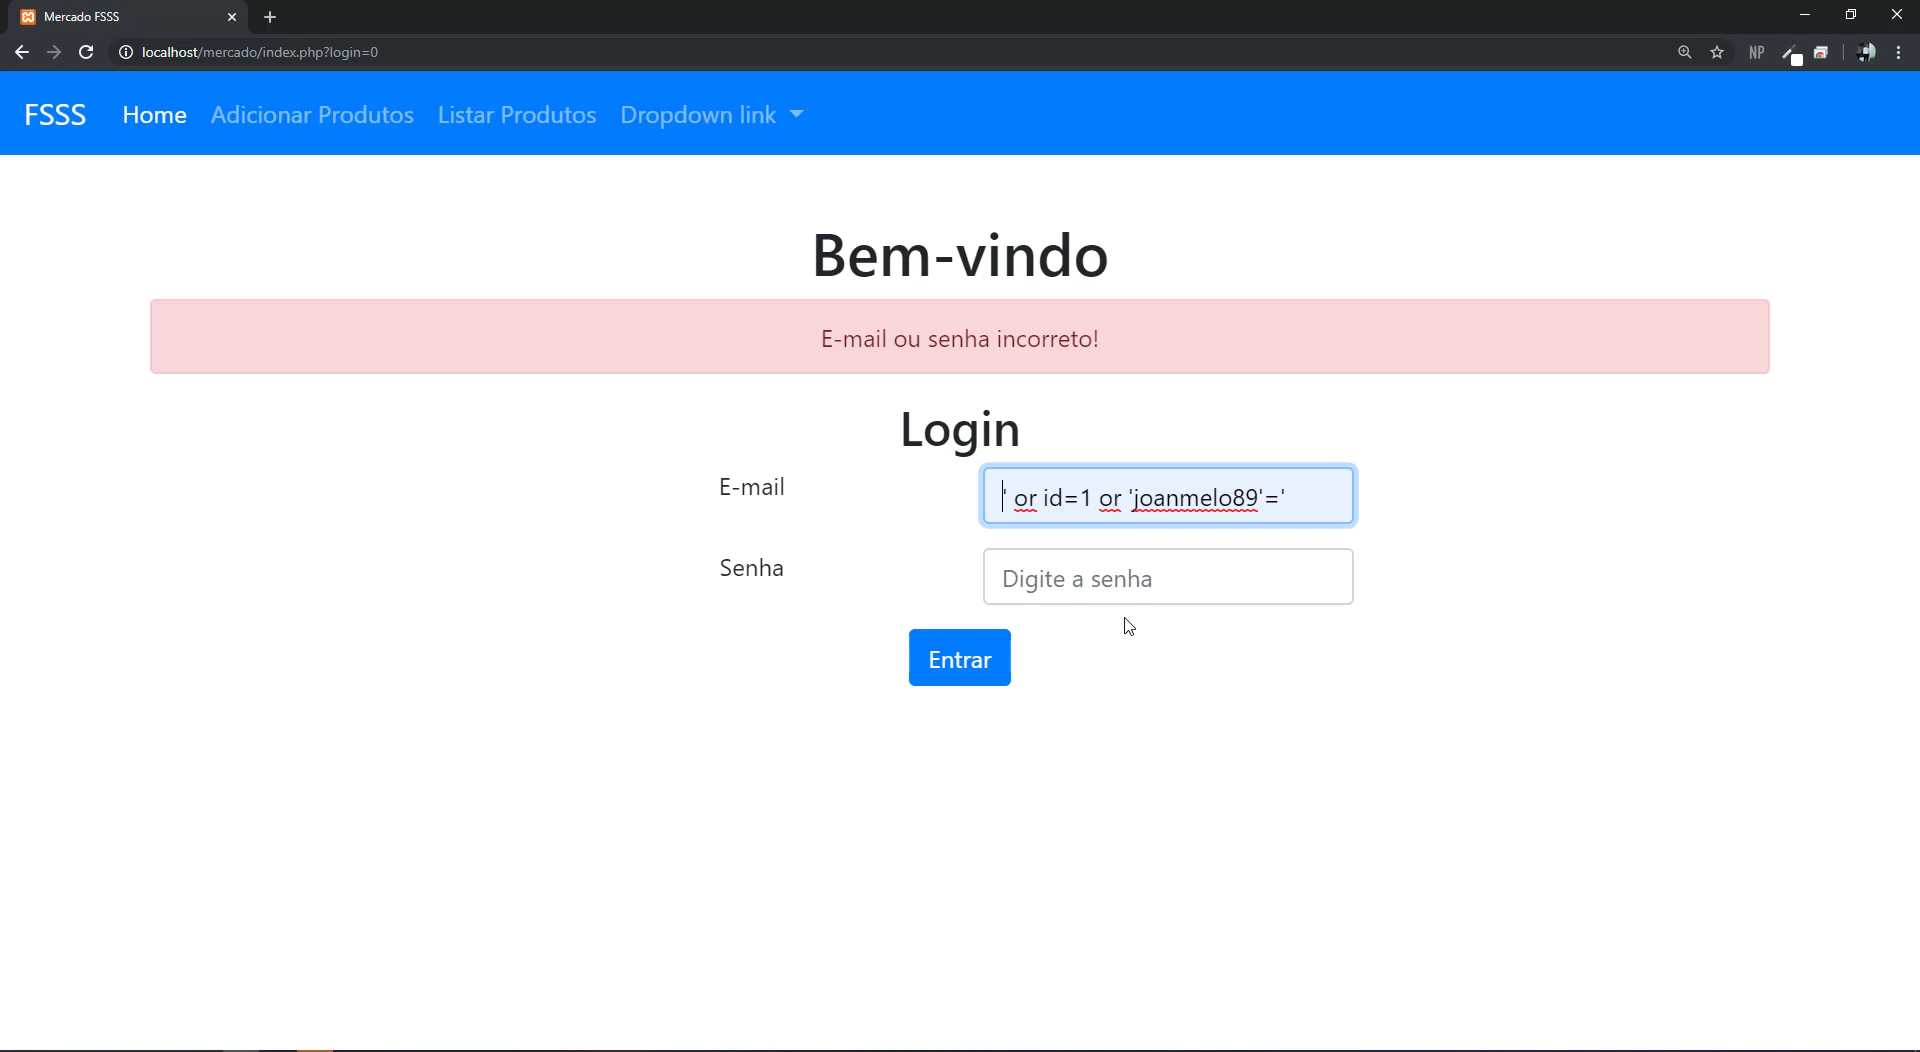 Mercado FSSS
localhost/mercado/index.php?login=0
NP
FSSS Home Adicionar Produtos Listar Produtos Dropdown link
Bem-vindo
E-mail ou senha incorreto!
Login
E-mail ' or id=1 or 'joanmelo89'='
Senha Digite a senha
Entrar